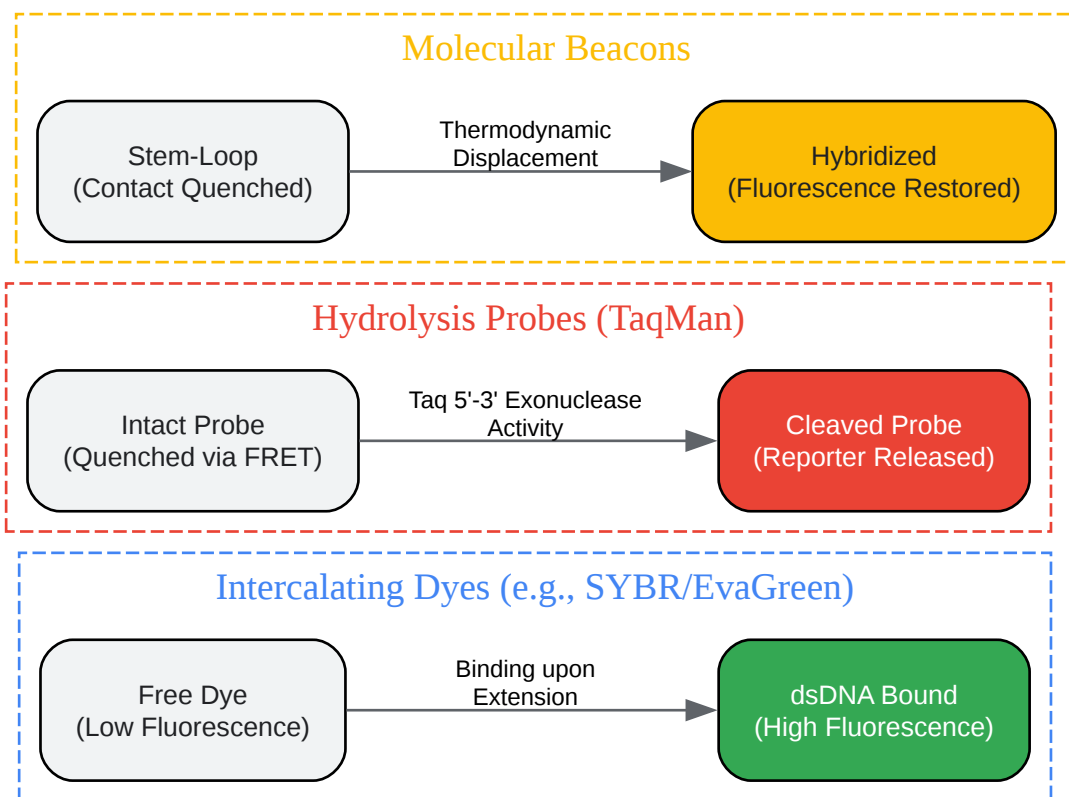 Molecular Beacons
Stem-Loop
(Contact Quenched)
Thermodynamic
Displacement
Hybridized
(Fluorescence Restored)
Hydrolysis Probes (TaqMan)
Intact Probe
(Quenched via FRET)
Taq 5'-3' Exonuclease
Activity
Cleaved Probe
(Reporter Released)
Intercalating Dyes (e.g., SYBR/EvaGreen)
Free Dye
(Low Fluorescence)
Binding upon
Extension
dsDNA Bound
(High Fluorescence)